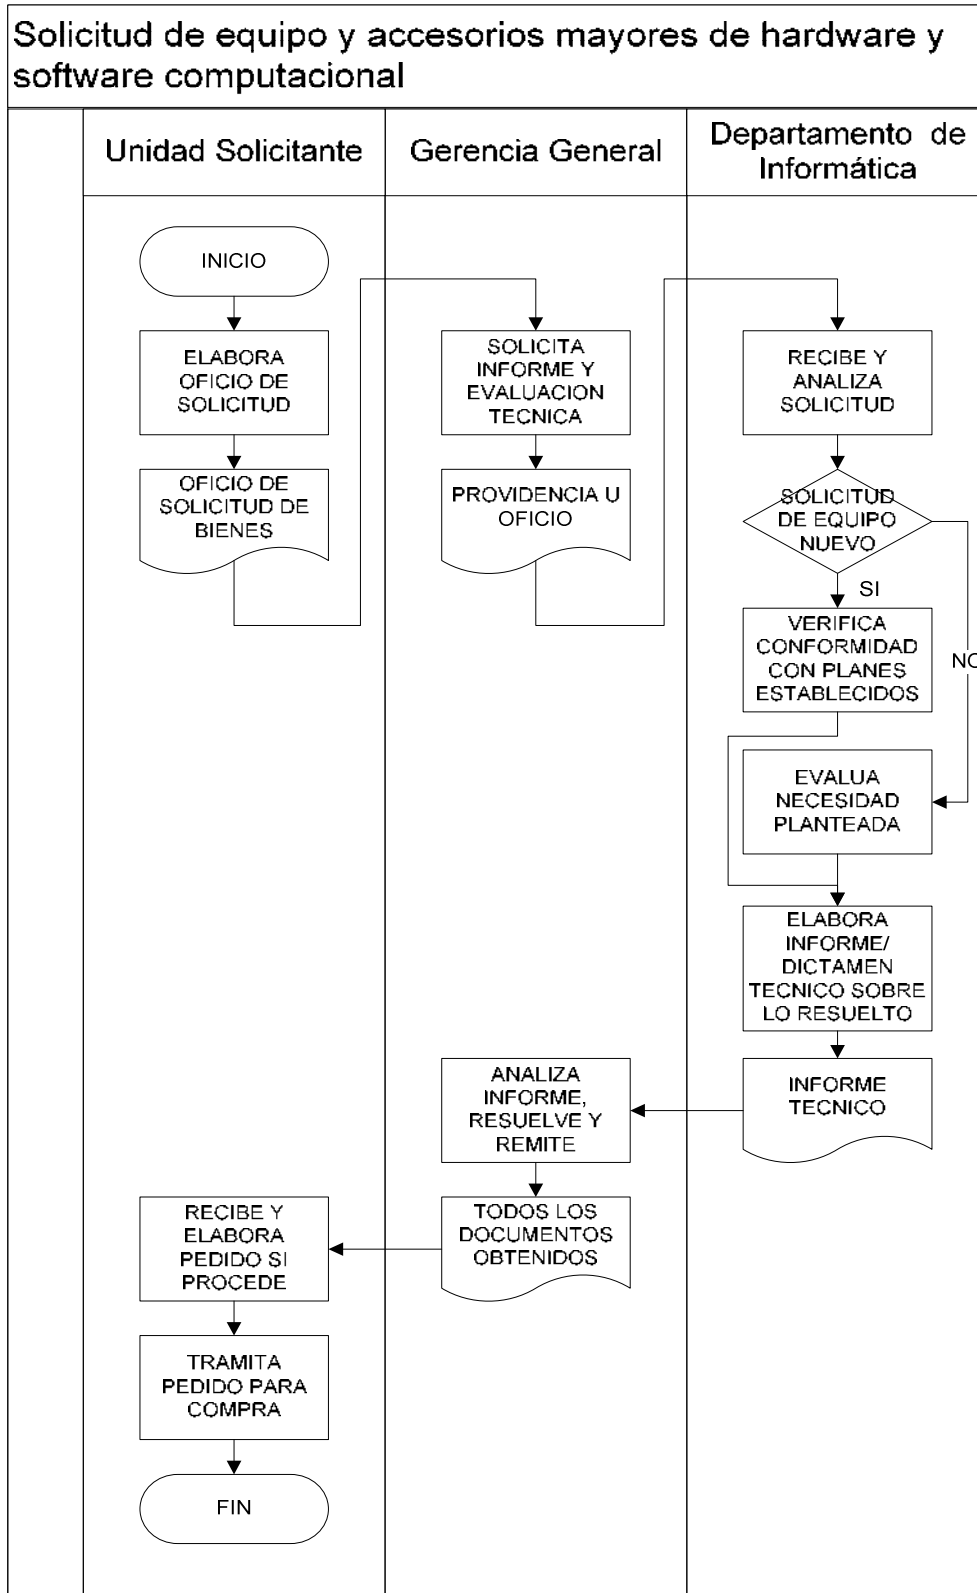 Solicitud de equipo y accesorios mayores de hardware y
software computacional
Unidad Solicitante
Gerencia General
Departamento de
Informática
INICIO
ELABORA
OFICIO DE
SOLICITUD
OFICIO DE
SOLICITUD DE
BIENES
SOLICITA
INFORME Y
EVALUACION
TECNICA
PROVIDENCIA U
OFICIO
RECIBE Y
ANALIZA
SOLICITUD
SOLICITUD
DE EQUIPO
NUEVO
SI
NO
VERIFICA
CONFORMIDAD
CON PLANES
ESTABLECIDOS
EVALUA
NECESIDAD
PLANTEADA
ELABORA
INFORME/
DICTAMEN
TECNICO SOBRE
LO RESUELTO
INFORME
TECNICO
ANALIZA
INFORME,
RESUELVE Y
REMITE
TODOS LOS
DOCUMENTOS
OBTENIDOS
RECIBE Y
ELABORA
PEDIDO SI
PROCEDE
TRAMITA
PEDIDO PARA
COMPRA
FIN